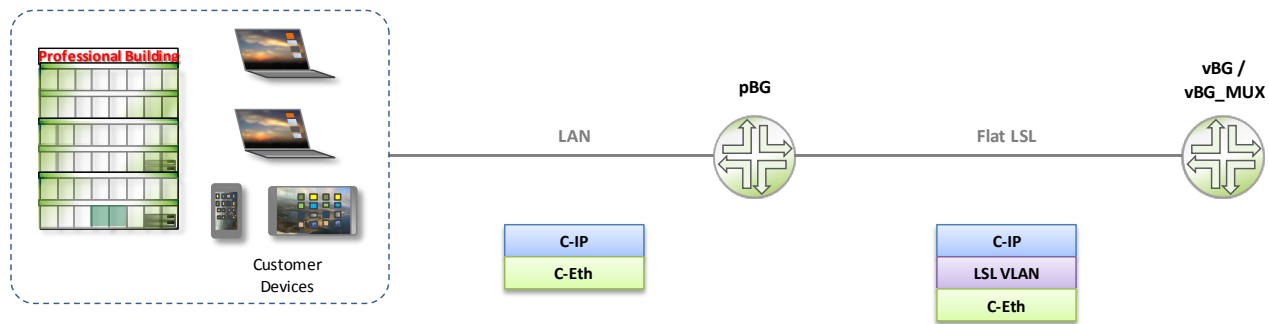 Professional Building
Customer
Devices
LAN
pBG
Flat LSL
vBG /
vBG_MUX
C-IP
C-Eth
C-IP
LSL VLAN
C-Eth